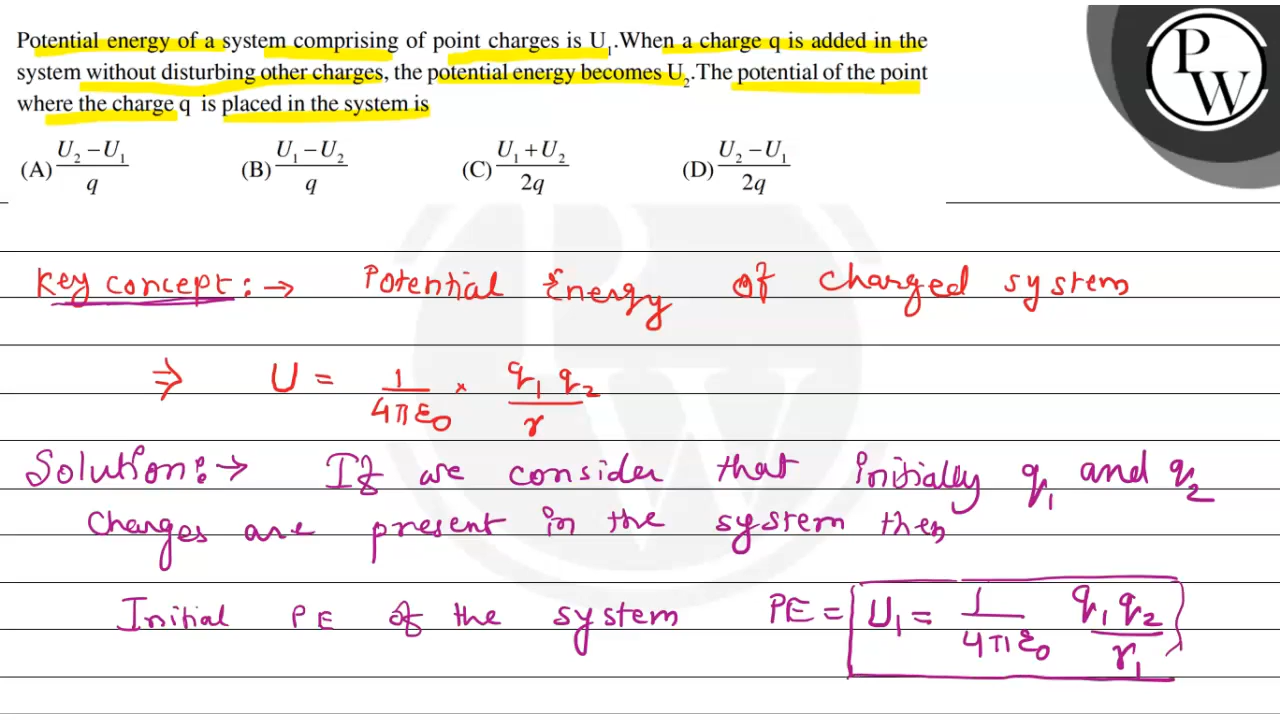 Potential energy of a system comprising of point charges is U₁.When a charge q is added in the
system without disturbing other charges, the potential energy becomes U₂.The potential of the point
where the charge q is placed in the system is
(A) (U₂ − U₁)/q (B) (U₁ − U₂)/q (C) (U₁ + U₂)/2q (D) (U₂ − U₁)/2q
PW
Key concept :→ Potential Energy of charged system
⇒ U = 1/4πε₀ × q₁ q₂/r
Solution :→ If we consider that initially q₁ and q₂
charges are present in the system then
Initial PE of the system PE = U₁ = 1/4πε₀ q₁ q₂/r₁